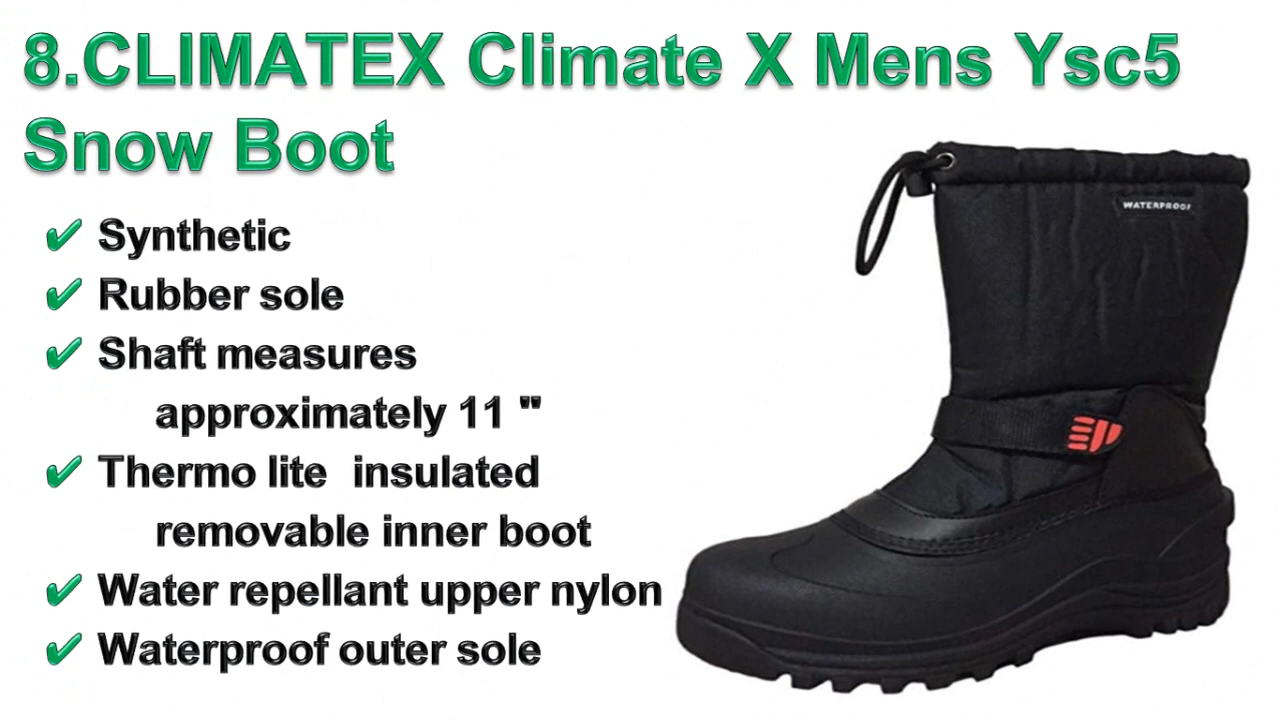 8.CLIMATEX Climate X Mens Ysc5
Snow Boot
WATERPROOF
✔ Synthetic
✔ Rubber sole
✔ Shaft measures
approximately 11 "
✔ Thermo lite insulated
removable inner boot
✔ Water repellant upper nylon
✔ Waterproof outer sole